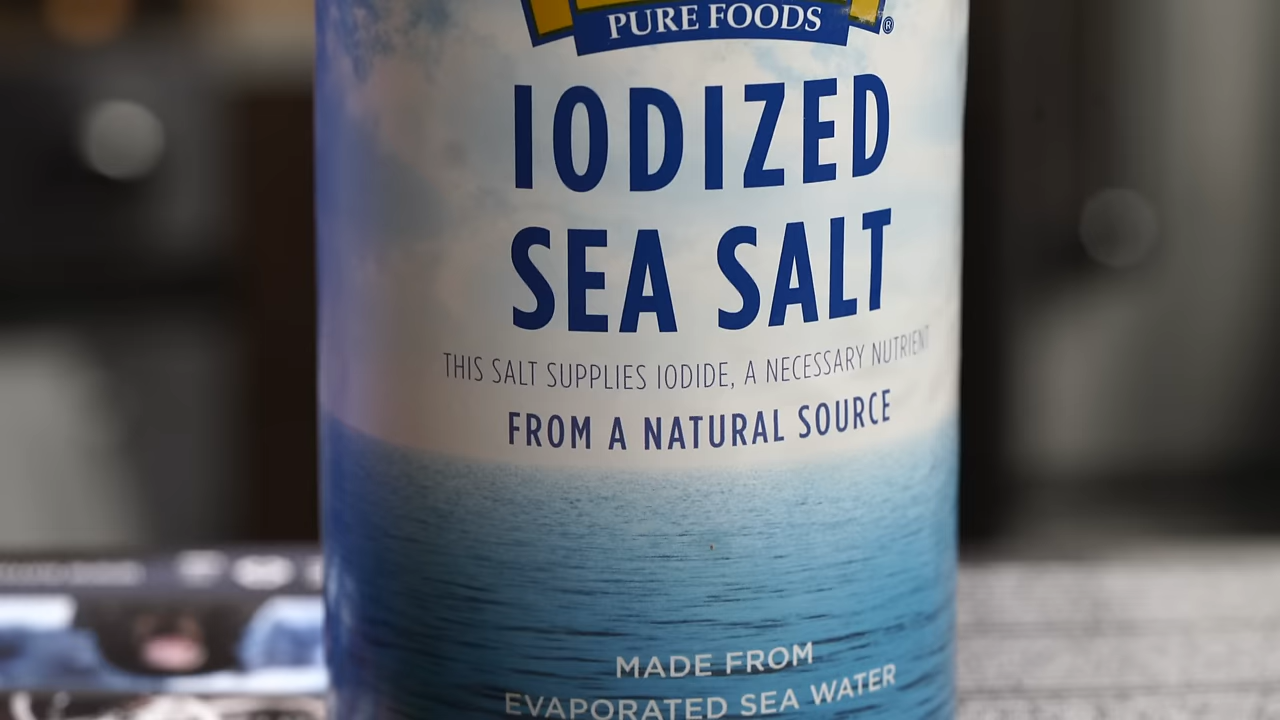 PURE FOODS
®
IODIZED
SEA SALT
THIS SALT SUPPLIES IODIDE, A NECESSARY NUTRIENT
FROM A NATURAL SOURCE
MADE FROM
EVAPORATED SEA WATER